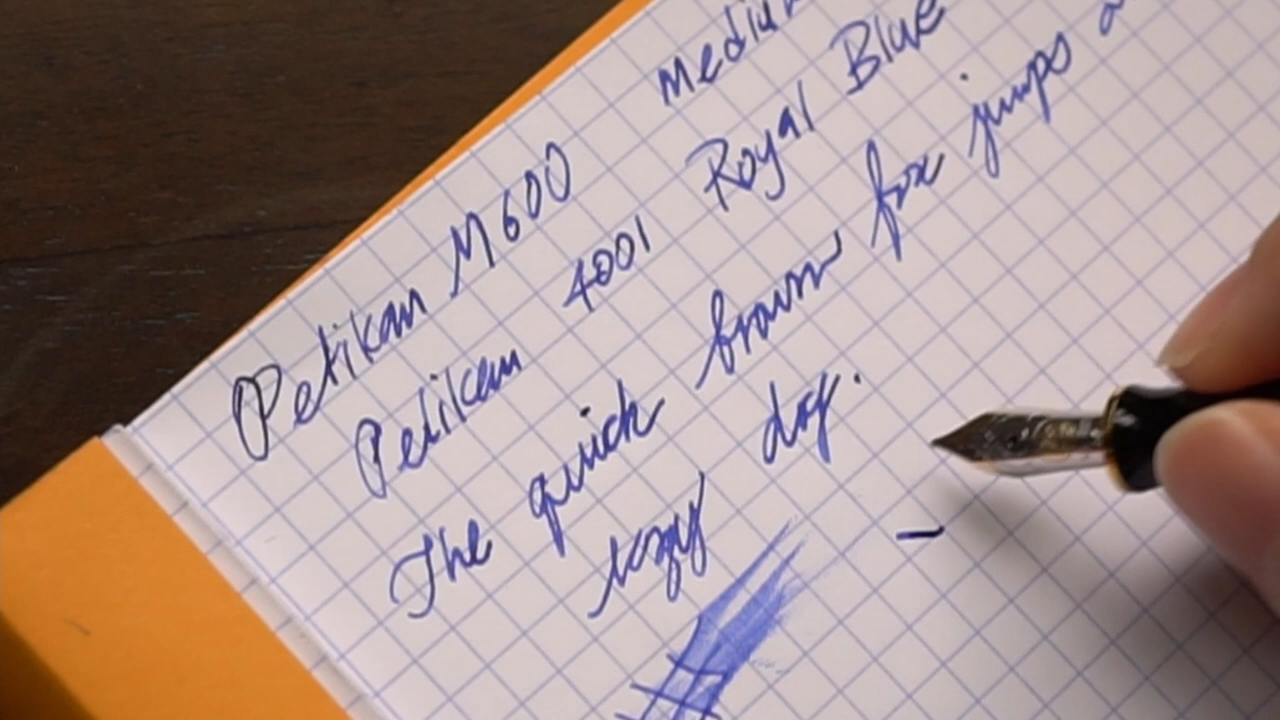 Pelikan M600 Medium
Pelikan 4001 Royal Blue
The quick brown fox jumps
lazy dog.